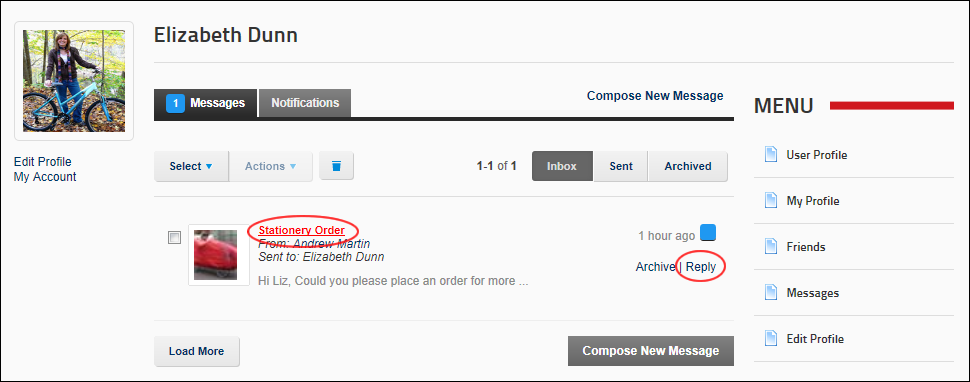 Elizabeth Dunn
Edit Profile
My Account
1 Messages
Notifications
Compose New Message
Select
Actions
1-1 of 1
Inbox
Sent
Archived
Stationery Order
From: Andrew Martin
Sent to: Elizabeth Dunn
Hi Liz, Could you please place an order for more ...
1 hour ago
Archive | Reply
Load More
Compose New Message
MENU
User Profile
My Profile
Friends
Messages
Edit Profile